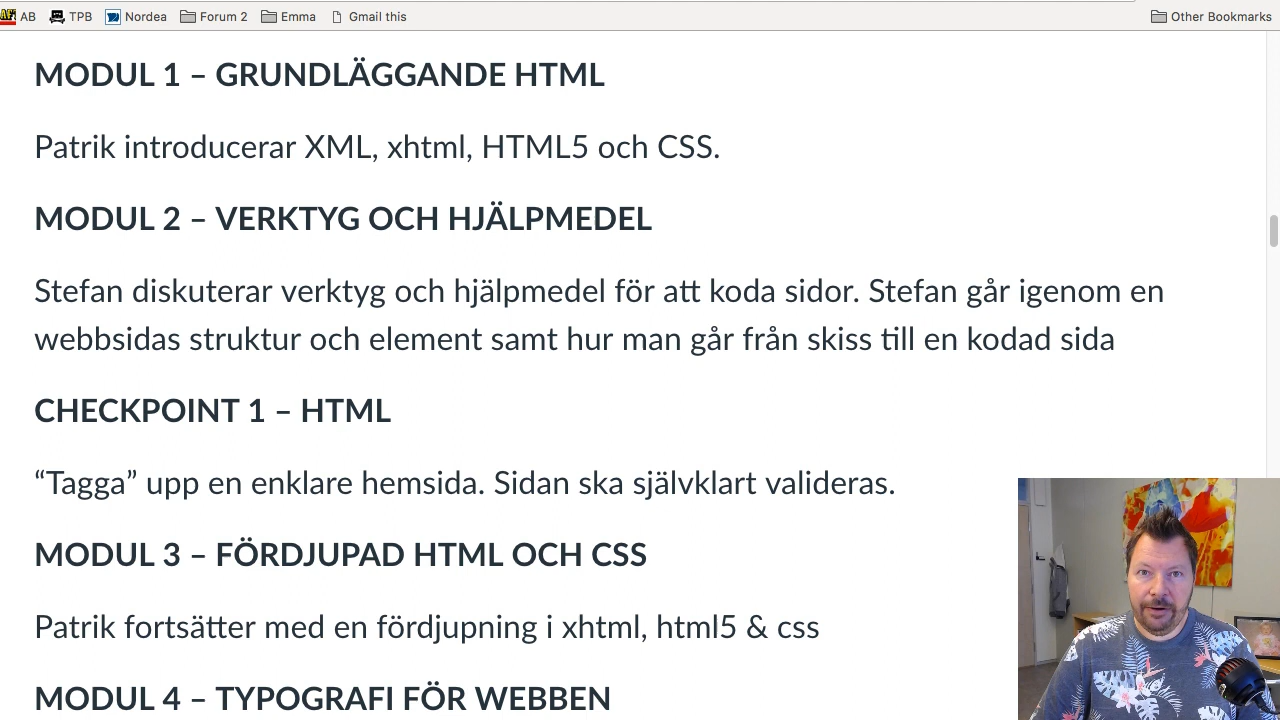 AB TPB Nordea Forum 2 Emma Gmail this Other Bookmarks
MODUL 1 – GRUNDLÄGGANDE HTML
Patrik introducerar XML, xhtml, HTML5 och CSS.
MODUL 2 – VERKTYG OCH HJÄLPMEDEL
Stefan diskuterar verktyg och hjälpmedel för att koda sidor. Stefan går igenom en
webbsidas struktur och element samt hur man går från skiss till en kodad sida
CHECKPOINT 1 – HTML
“Tagga” upp en enklare hemsida. Sidan ska självklart valideras.
MODUL 3 – FÖRDJUPAD HTML OCH CSS
Patrik fortsätter med en fördjupning i xhtml, html5 & css
MODUL 4 – TYPOGRAFI FÖR WEBBEN